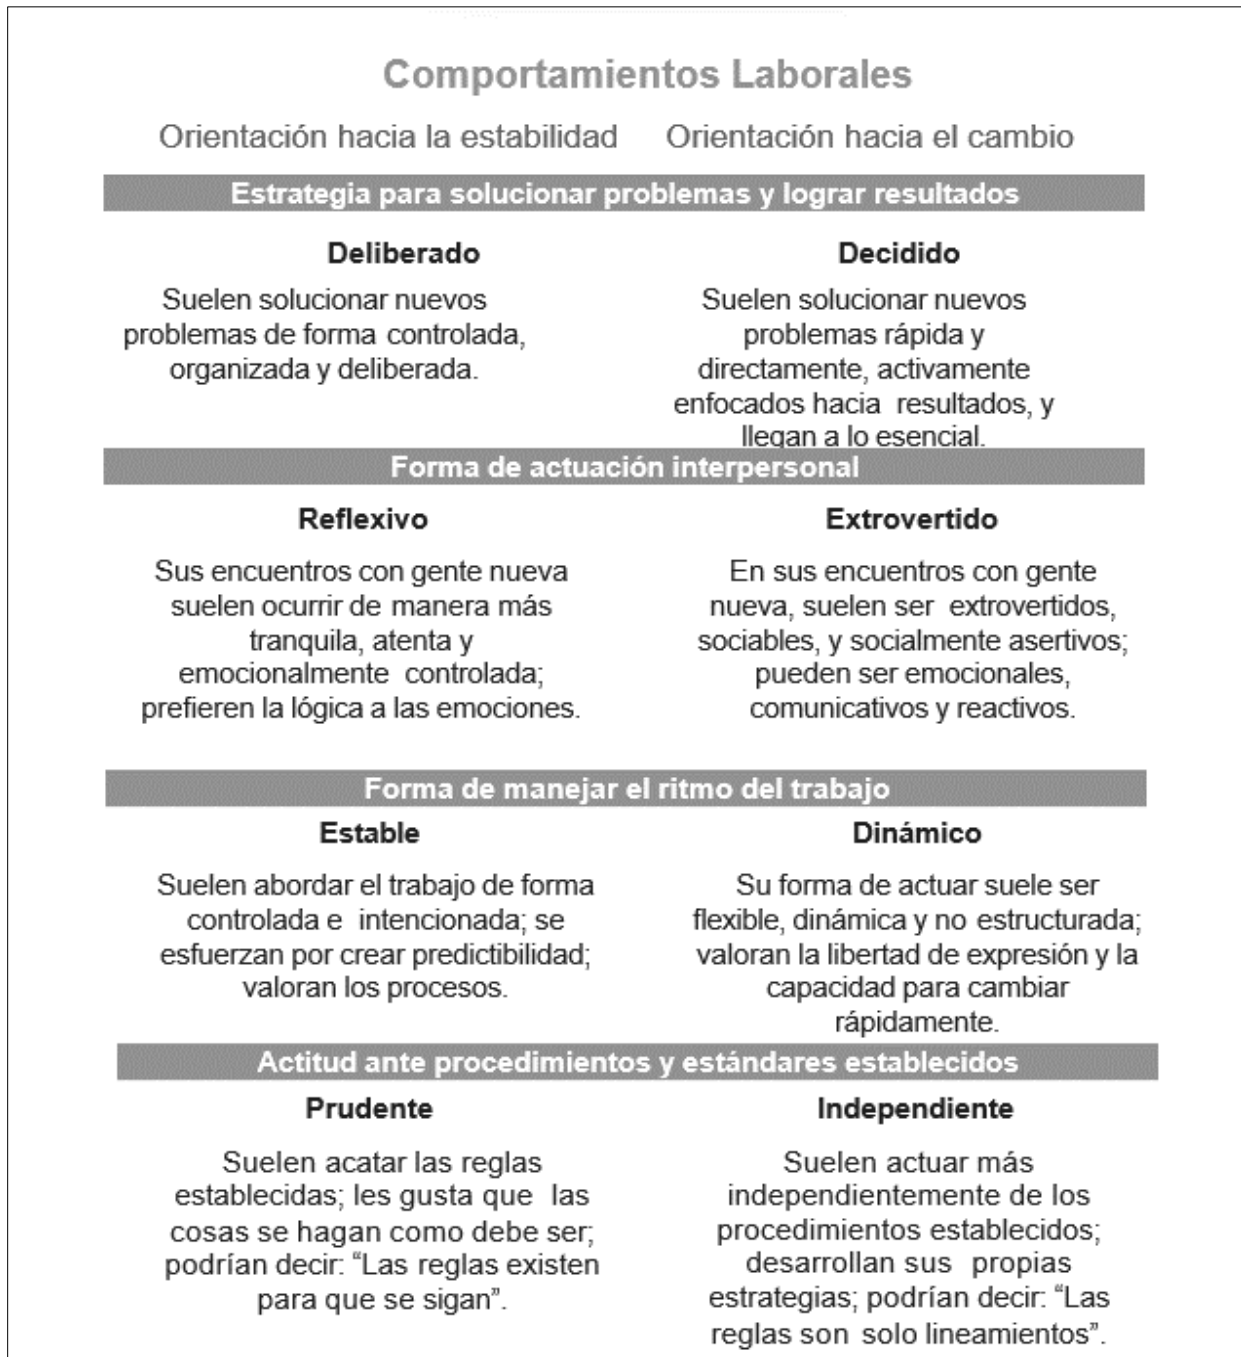 Comportamientos Laborales
Orientación hacia la estabilidad
Orientación hacia el cambio
Estrategia para solucionar problemas y lograr resultados
Deliberado
Suelen solucionar nuevos
problemas de forma controlada,
organizada y deliberada.
Decidido
Suelen solucionar nuevos
problemas rápida y
directamente, activamente
enfocados hacia resultados, y
llegan a lo esencial.
Forma de actuación interpersonal
Reflexivo
Sus encuentros con gente nueva
suelen ocurrir de manera más
tranquila, atenta y
emocionalmente controlada;
prefieren la lógica a las emociones.
Extrovertido
En sus encuentros con gente
nueva, suelen ser extrovertidos,
sociables, y socialmente asertivos;
pueden ser emocionales,
comunicativos y reactivos.
Forma de manejar el ritmo del trabajo
Estable
Suelen abordar el trabajo de forma
controlada e intencionada; se
esfuerzan por crear predictibilidad;
valoran los procesos.
Dinámico
Su forma de actuar suele ser
flexible, dinámica y no estructurada;
valoran la libertad de expresión y la
capacidad para cambiar
rápidamente.
Actitud ante procedimientos y estándares establecidos
Prudente
Suelen acatar las reglas
establecidas; les gusta que las
cosas se hagan como debe ser;
podrían decir: “Las reglas existen
para que se sigan”.
Independiente
Suelen actuar más
independientemente de los
procedimientos establecidos;
desarrollan sus propias
estrategias; podrían decir: “Las
reglas son solo lineamientos”.